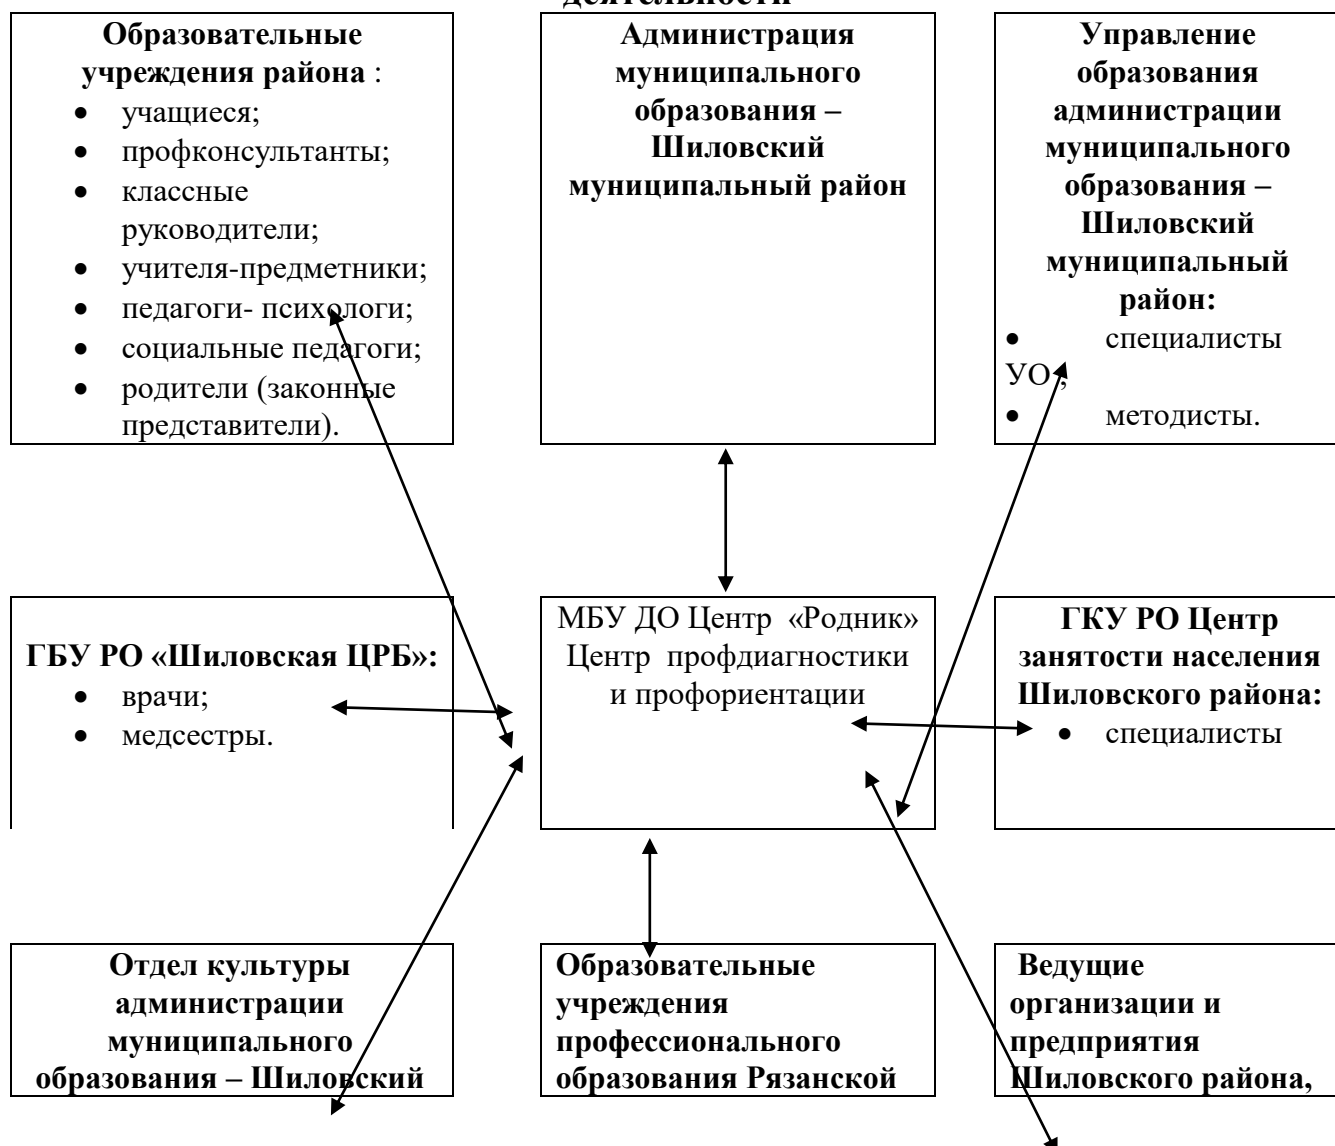 деятельности
Образовательные
учреждения района :
• учащиеся;
• профконсультанты;
• классные
руководители;
• учителя-предметники;
• педагоги- психологи;
• социальные педагоги;
• родители (законные
представители).
Администрация
муниципального
образования –
Шиловский
муниципальный район
Управление
образования
администрации
муниципального
образования –
Шиловский
муниципальный
район:
• специалисты
УО ;
• методисты.
ГБУ РО «Шиловская ЦРБ»:
• врачи;
• медсестры.
МБУ ДО Центр «Родник»
Центр профдиагностики
и профориентации
ГКУ РО Центр
занятости населения
Шиловского района:
• специалисты
Отдел культуры
администрации
муниципального
образования – Шиловский
Образовательные
учреждения
профессионального
образования Рязанской
Ведущие
организации и
предприятия
Шиловского района,